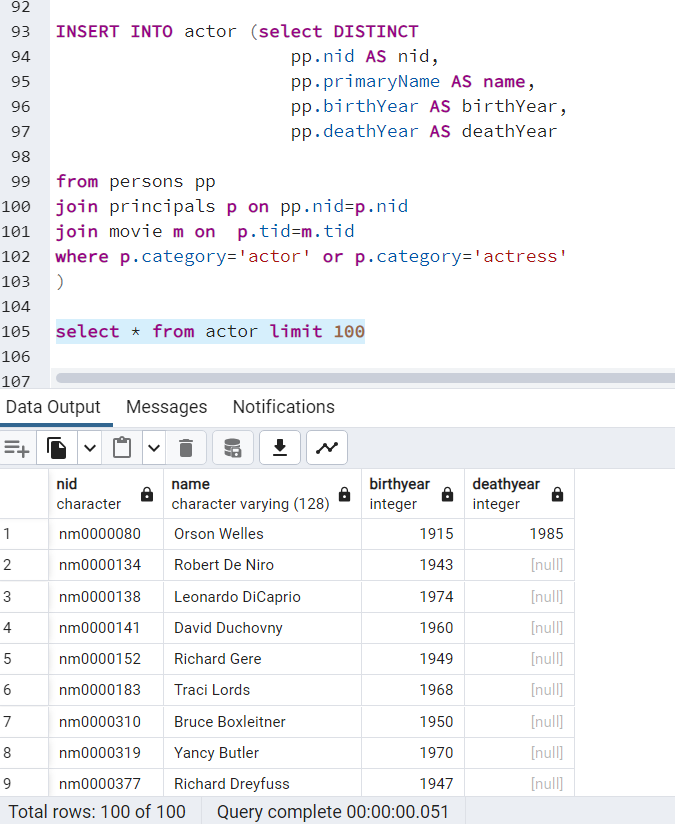 92
93 INSERT INTO actor (select DISTINCT
94 pp.nid AS nid,
95 pp.primaryName AS name,
96 pp.birthYear AS birthYear,
97 pp.deathYear AS deathYear
98
99 from persons pp
100 join principals p on pp.nid=p.nid
101 join movie m on p.tid=m.tid
102 where p.category='actor' or p.category='actress'
103 )
104
105 select * from actor limit 100
106
107
Data Output Messages Notifications
nid name birthyear deathyear
character character varying (128) integer integer
1 nm0000080 Orson Welles 1915 1985
2 nm0000134 Robert De Niro 1943 [null]
3 nm0000138 Leonardo DiCaprio 1974 [null]
4 nm0000141 David Duchovny 1960 [null]
5 nm0000152 Richard Gere 1949 [null]
6 nm0000183 Traci Lords 1968 [null]
7 nm0000310 Bruce Boxleitner 1950 [null]
8 nm0000319 Yancy Butler 1970 [null]
9 nm0000377 Richard Dreyfuss 1947 [null]
Total rows: 100 of 100 Query complete 00:00:00.051